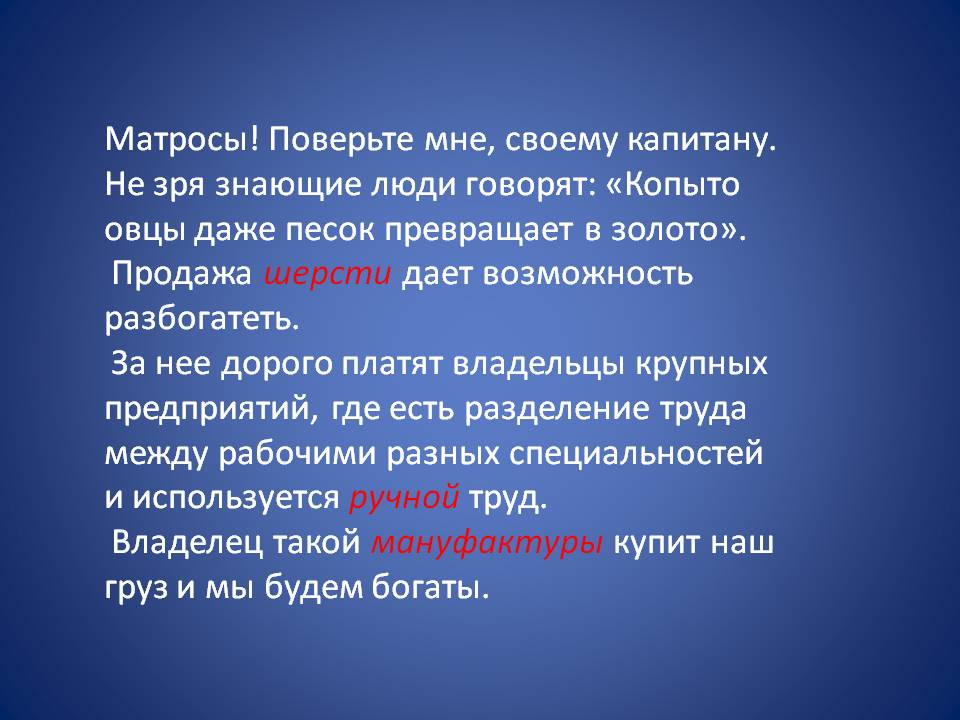 Матросы! Поверьте мне, своему капитану.
Не зря знающие люди говорят: «Копыто
овцы даже песок превращает в золото».
Продажа шерсти дает возможность
разбогатеть.
За нее дорого платят владельцы крупных
предприятий, где есть разделение труда
между рабочими разных специальностей
и используется ручной труд.
Владелец такой мануфактуры купит наш
груз и мы будем богаты.